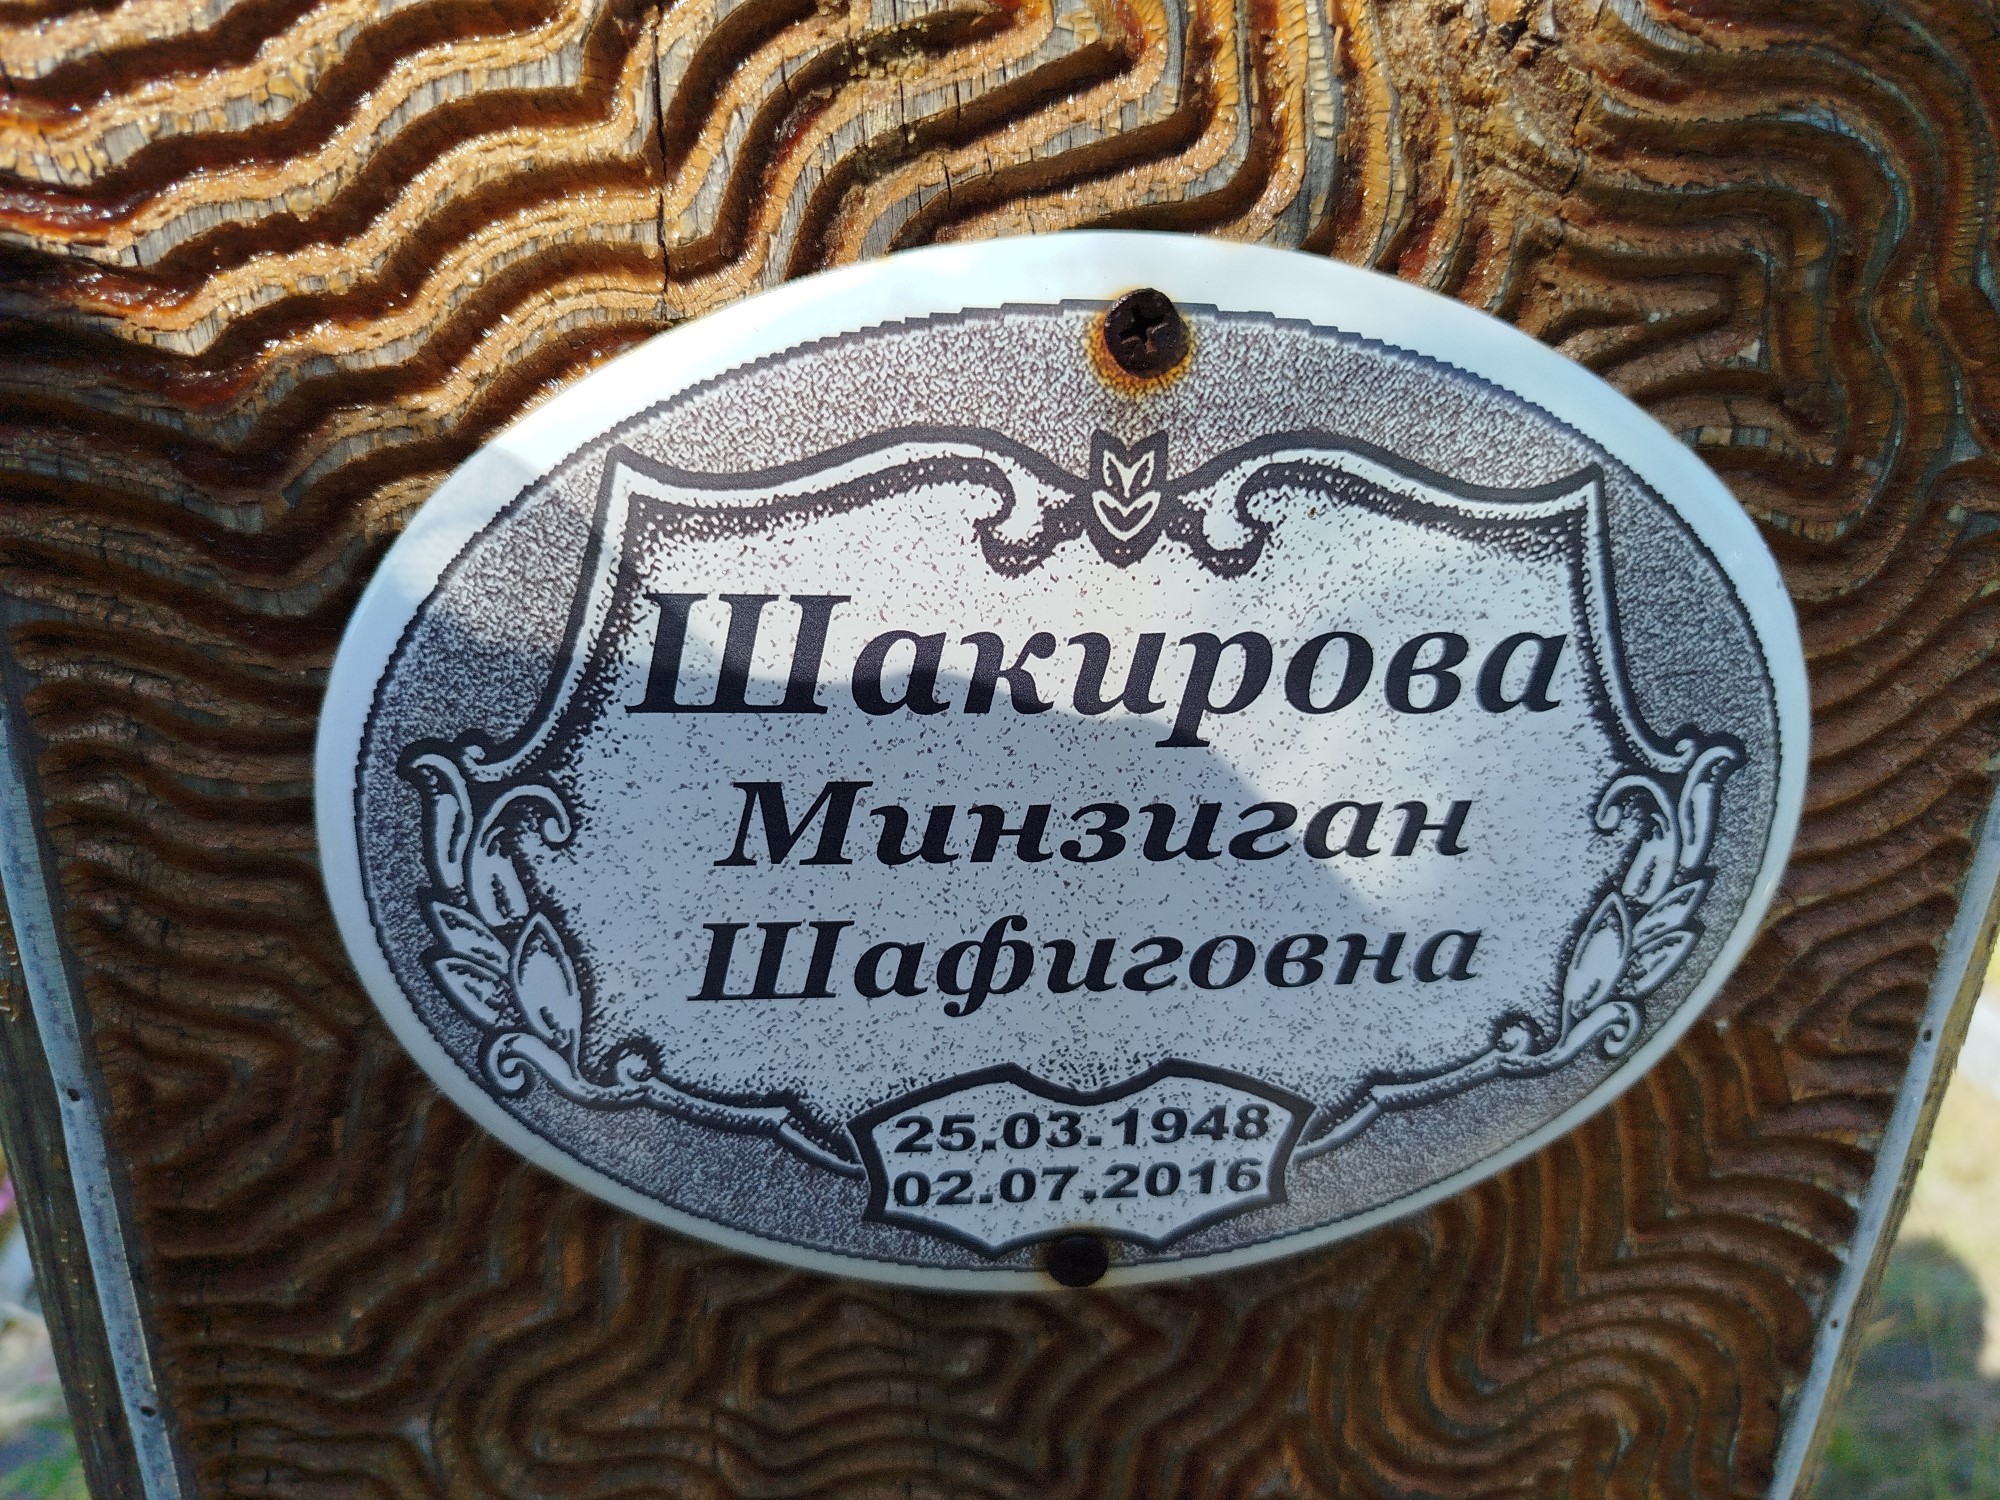 Шакирова
Минзиган
Шафиговна
25.03.1948
02.07.2016